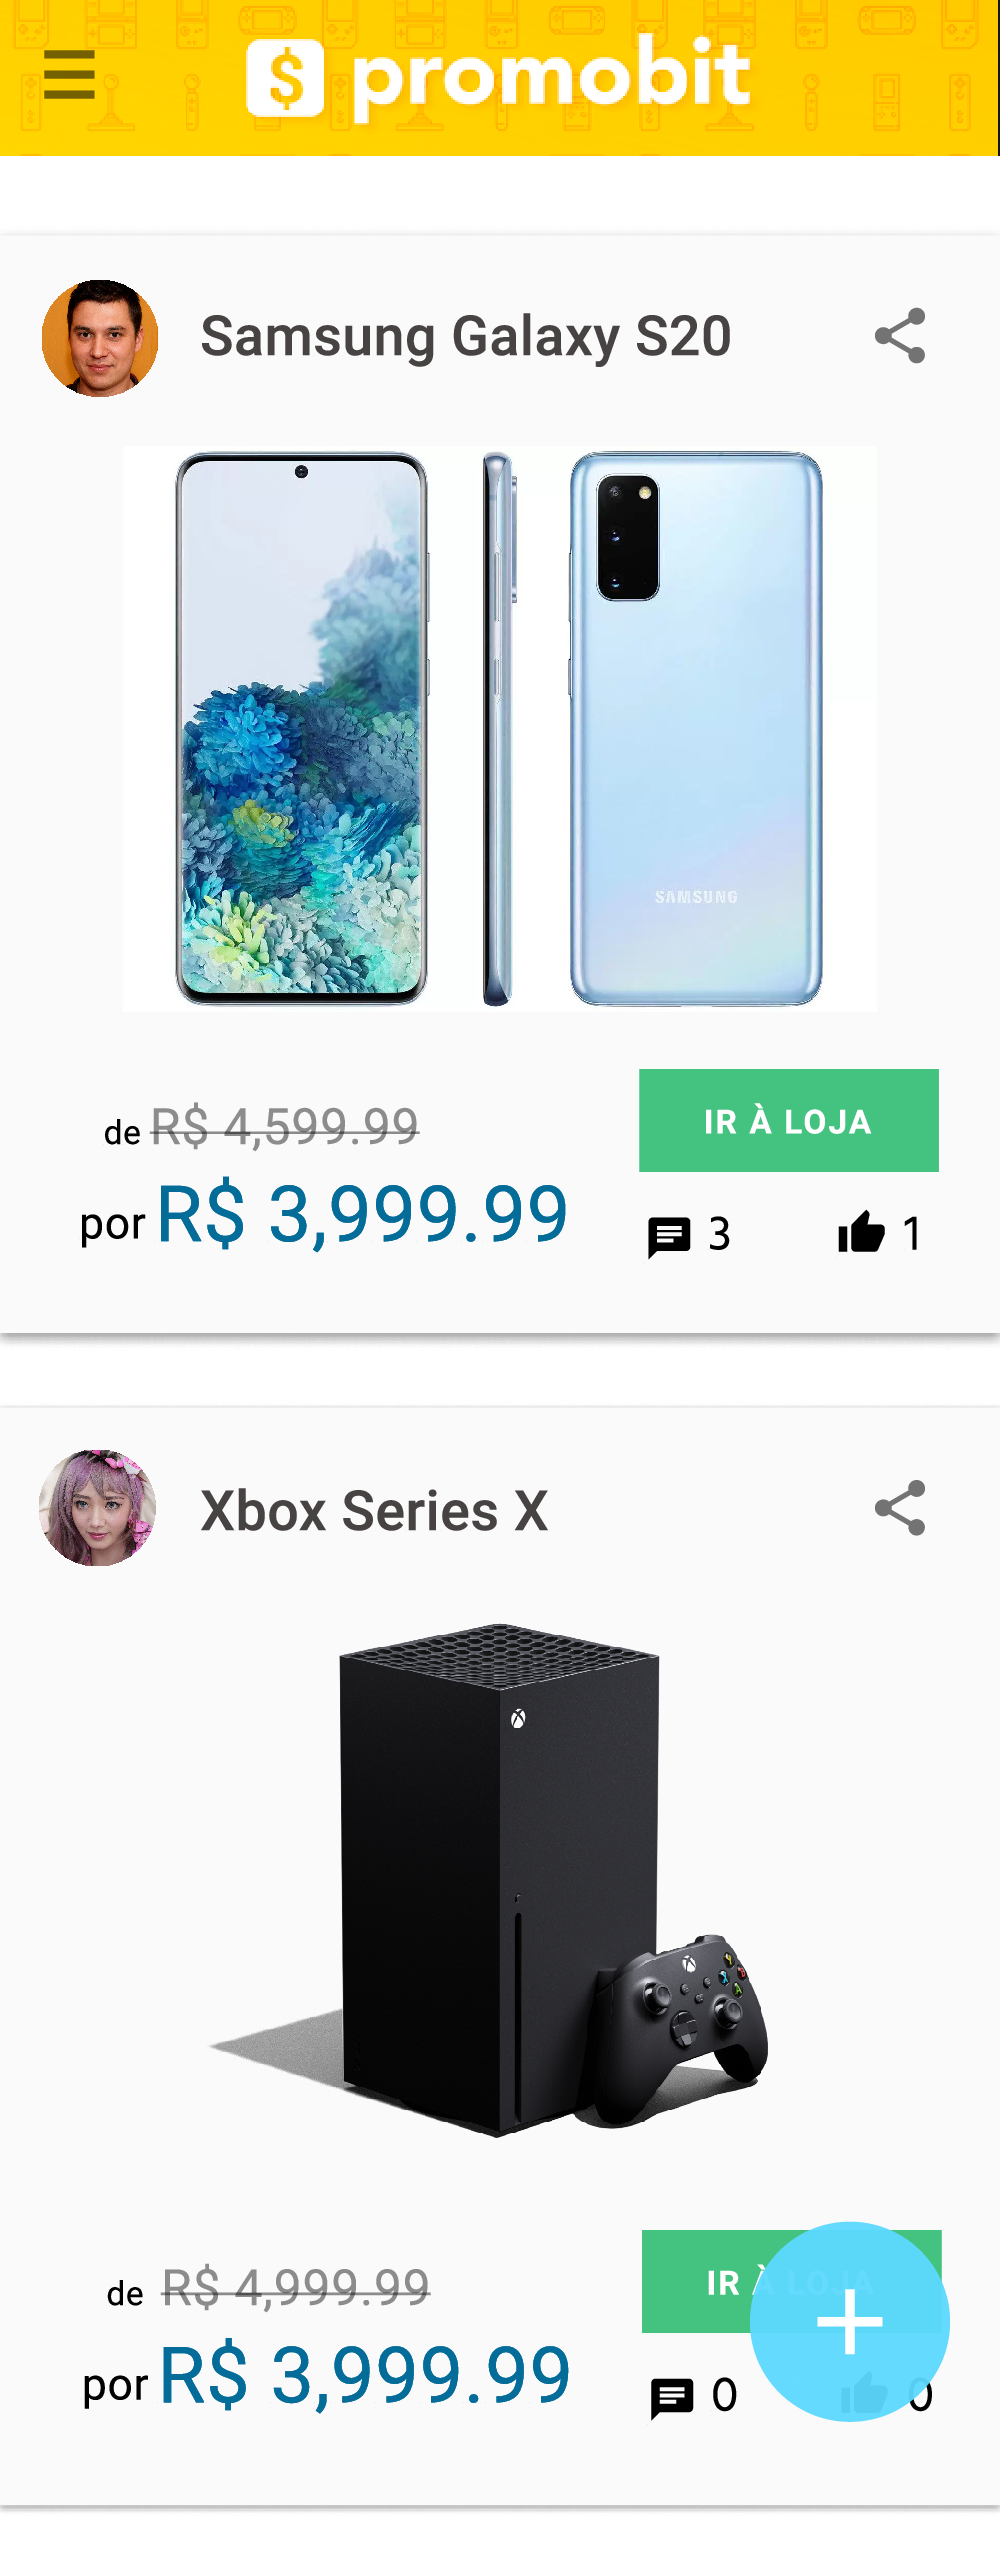 $ promobit
Samsung Galaxy S20
SAMSUNG
de R$ 4,599.99
IR À LOJA
por R$ 3,999.99
3
1
Xbox Series X
Y
X
B
A
de R$ 4,999.99
IR À LOJA
por R$ 3,999.99
0
0